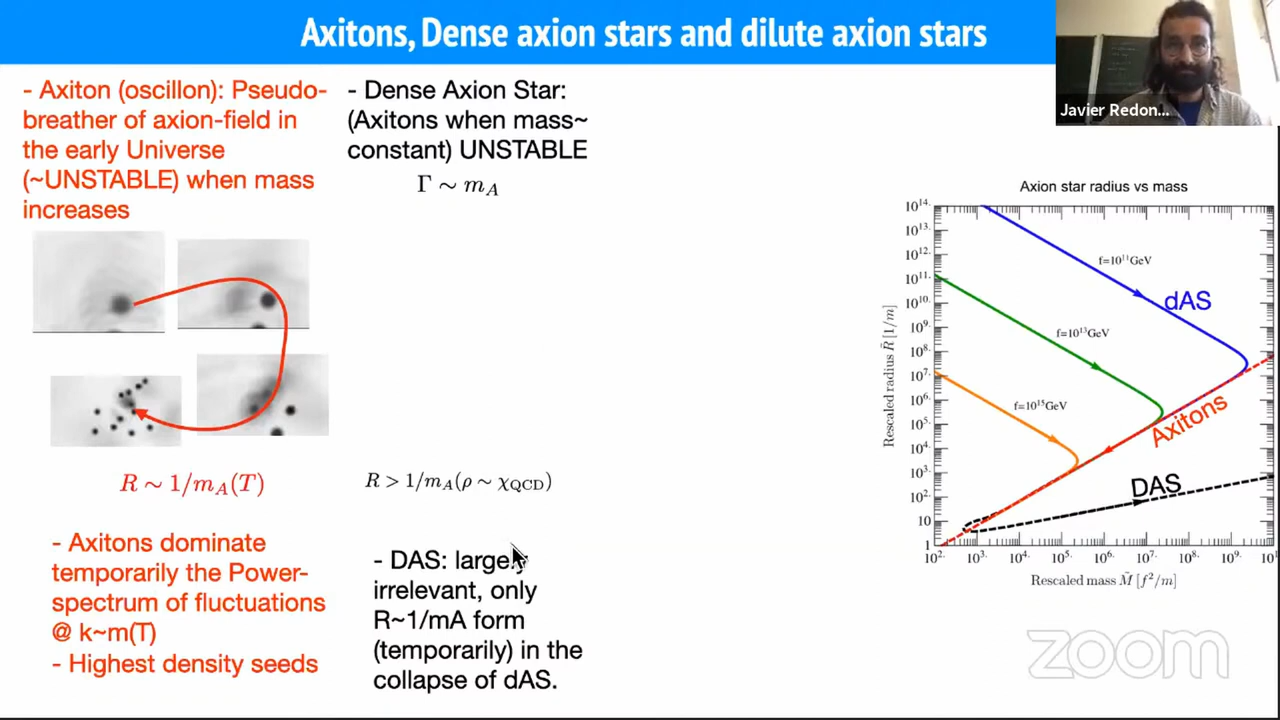 Axitons, Dense axion stars and dilute axion stars
Javier Redon...
- Axiton (oscillon): Pseudo-
breather of axion-field in
the early Universe
(~UNSTABLE) when mass
increases
R ∼ 1/m_A(T)
- Axitons dominate
temporarily the Power-
spectrum of fluctuations
@ k~m(T)
- Highest density seeds
- Dense Axion Star:
(Axitons when mass~
constant) UNSTABLE
Γ ∼ m_A
R > 1/m_A(ρ ∼ χ_QCD)
- DAS: largely
irrelevant, only
R~1/mA form
(temporarily) in the
collapse of dAS.
Axion star radius vs mass
Rescaled radius R̃ [1/m]
10^14.
10^13.
10^12.
10^11.
10^10.
10^9.
10^8.
10^7.
10^6.
10^5.
10^4.
10^3.
10^2.
10
1
f=10^11GeV
dAS
f=10^13GeV
f=10^15GeV
Axitons
DAS
10^2. 10^3. 10^4. 10^5. 10^6. 10^7. 10^8. 10^9. 10^1
Rescaled mass M̃ [f^2/m]
zoom